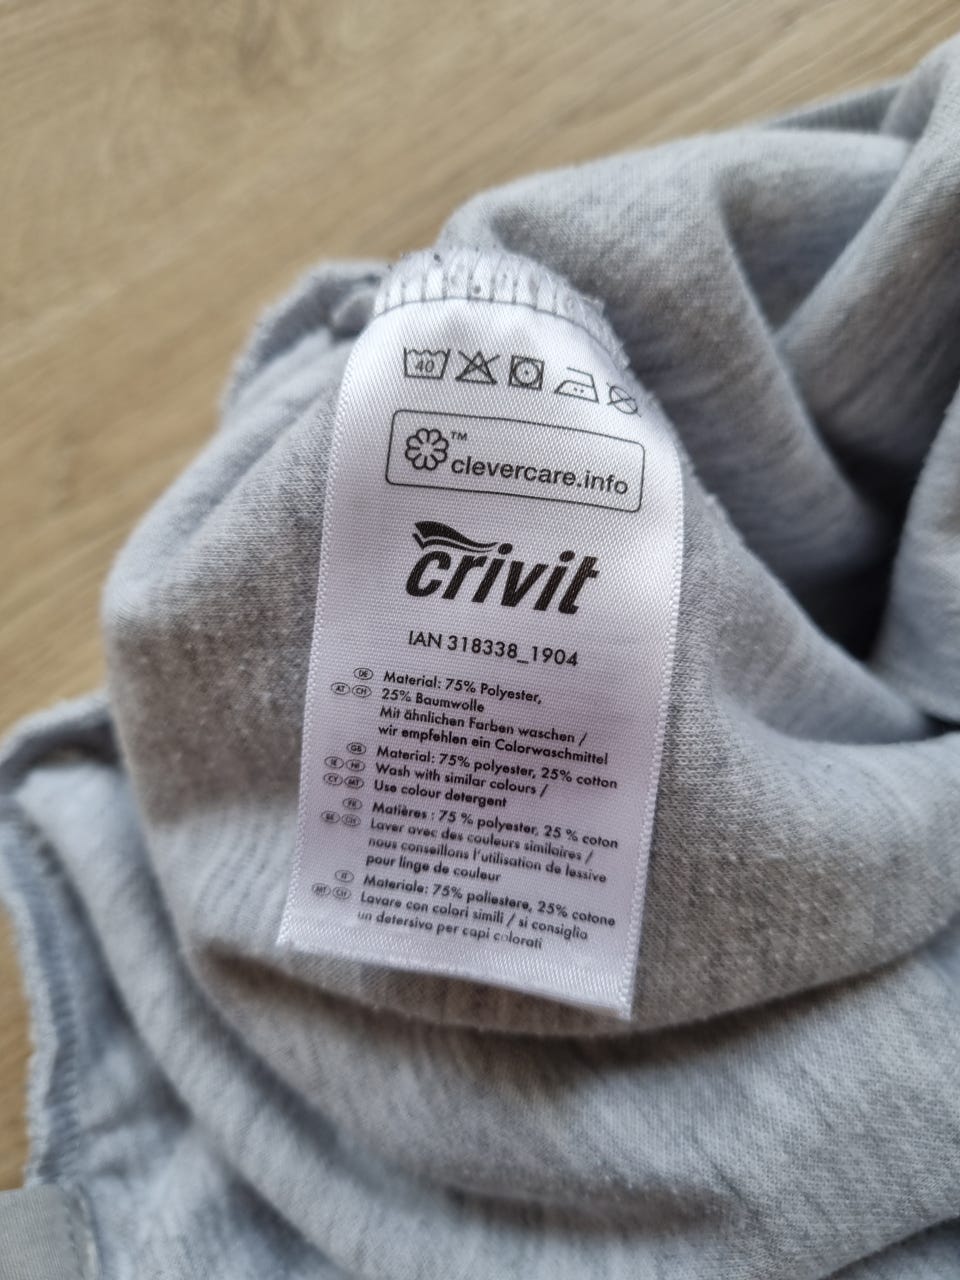 40
™
clevercare.info
crivit
IAN 318338_1904
DE Material: 75% Polyester,
AT CH 25% Baumwolle
Mit ähnlichen Farben waschen /
wir empfehlen ein Colorwaschmittel
GB Material: 75% polyester, 25% cotton
IE NI Wash with similar colours /
CY MT Use colour detergent
FR Matières : 75 % polyester, 25 % coton
BE CH Laver avec des couleurs similaires /
nous conseillons l'utilisation de lessive
pour linge de couleur
IT Materiale: 75% poliestere, 25% cotone
MT CH Lavare con colori simili / si consiglia
un detersivo per capi colorati